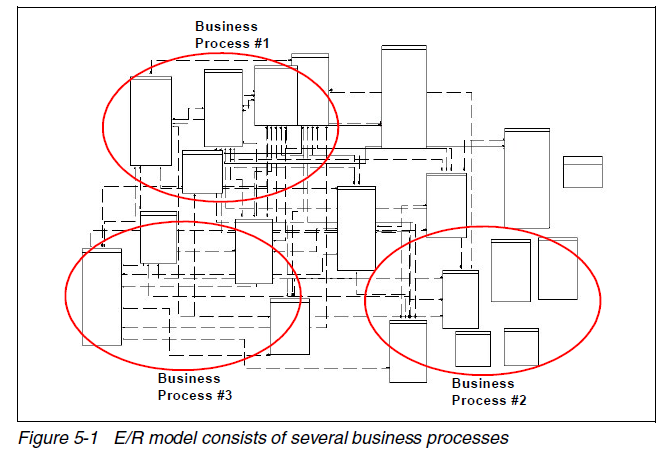 Business
Process #1
Business
Process #3
Business
Process #2
Figure 5-1 E/R model consists of several business processes